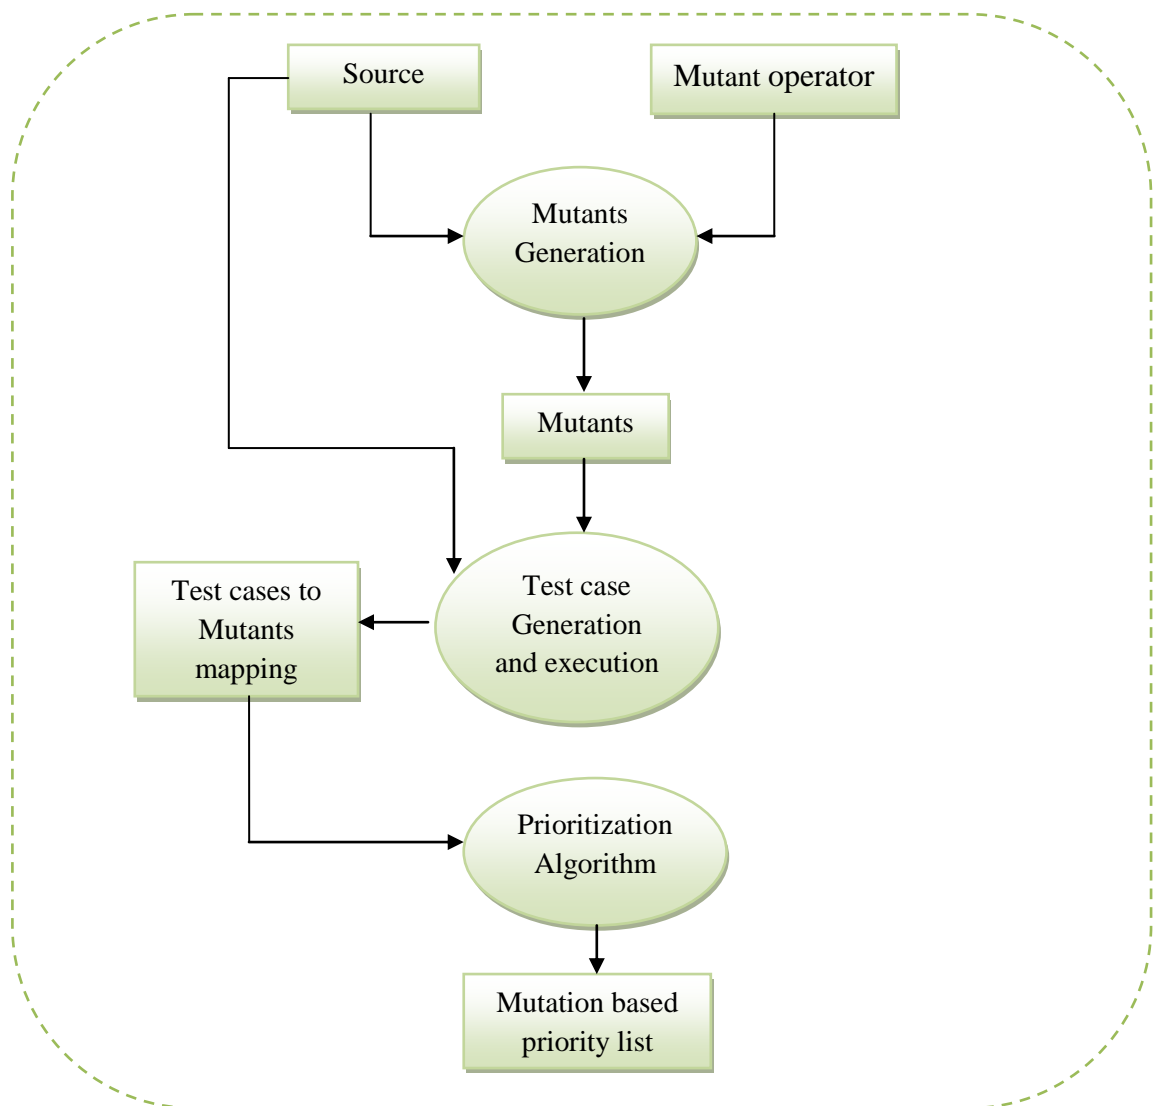 Source
Mutant operator
Mutants
Generation
Mutants
Test case
Generation
and execution
Test cases to
Mutants
mapping
Prioritization
Algorithm
Mutation based
priority list